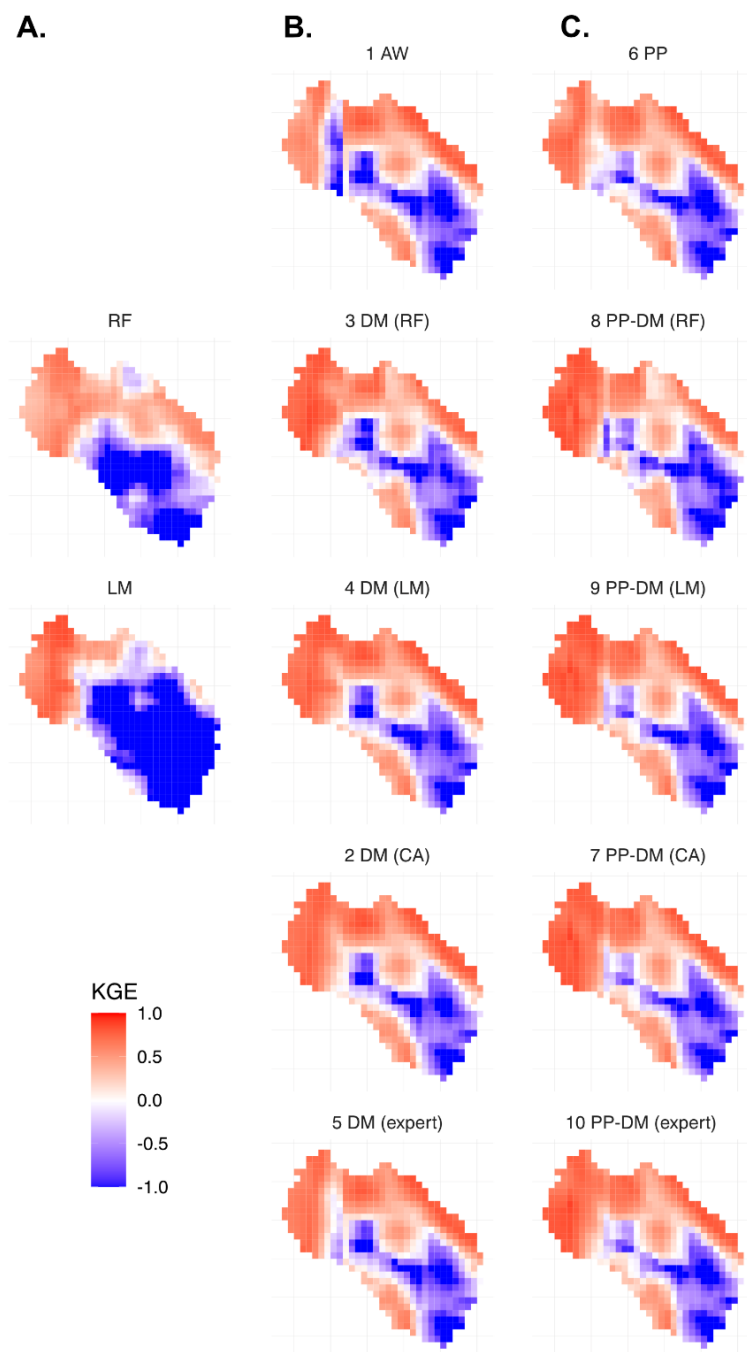 A.
B.
C.
1 AW
6 PP
RF
3 DM (RF)
8 PP-DM (RF)
LM
4 DM (LM)
9 PP-DM (LM)
2 DM (CA)
7 PP-DM (CA)
KGE
1.0
0.5
0.0
-0.5
-1.0
5 DM (expert)
10 PP-DM (expert)